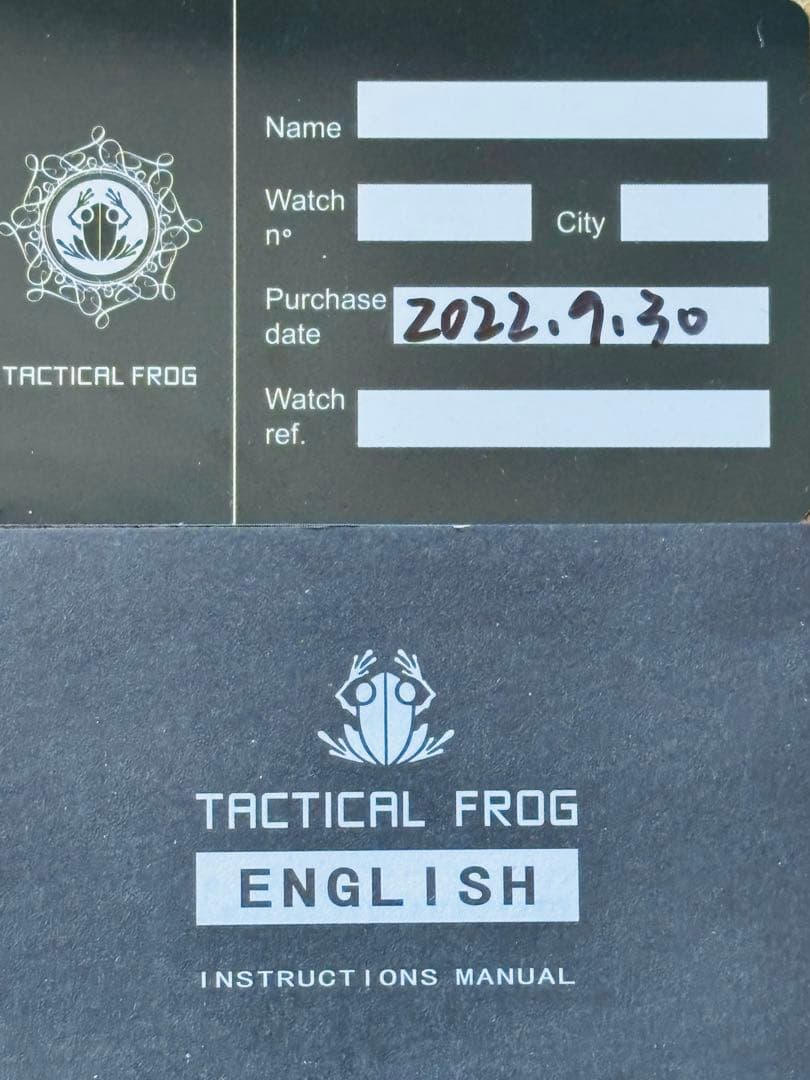 Name
Watch n° City
Purchase date 2022.9.30
Watch ref.
TACTICAL FROG
TACTICAL FROG
ENGLISH
INSTRUCTIONS MANUAL